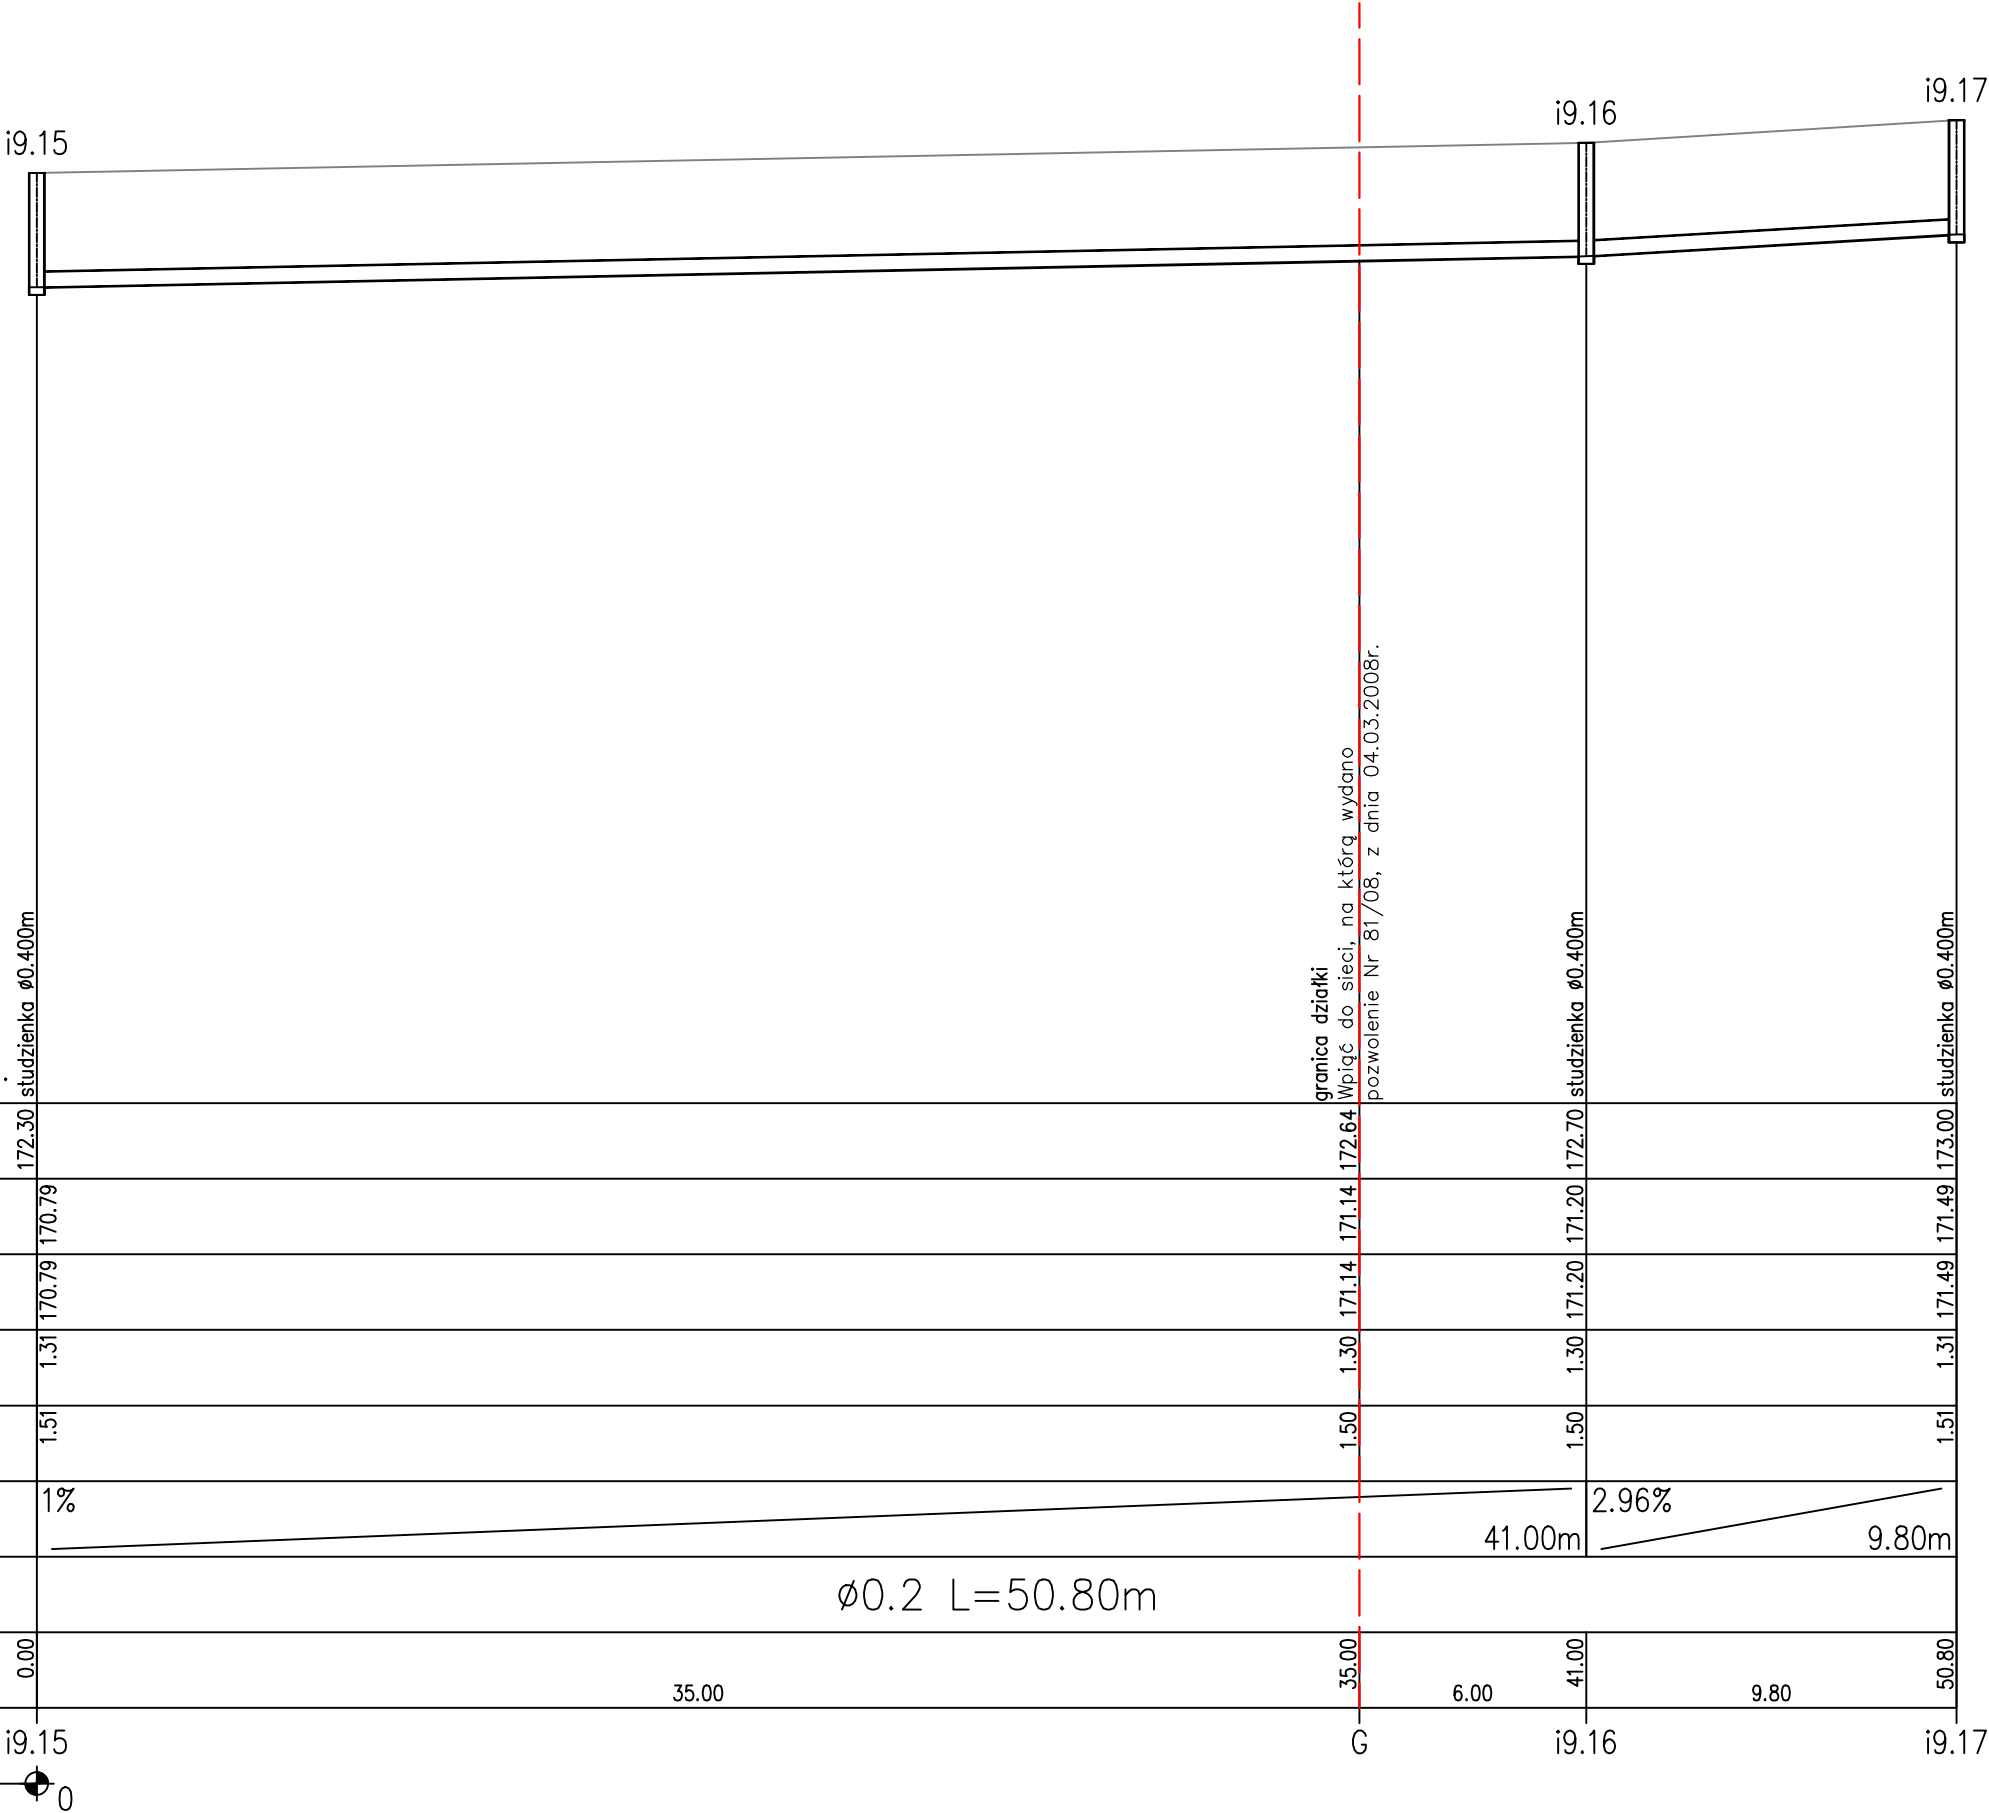 i9.17
i9.16
i9.15
studzienka ø0.400m
granica działki
Wpiąć do sieci, na którą wydano
pozwolenie Nr 81/08, z dnia 04.03.2008r.
studzienka ø0.400m
studzienka ø0.400m
172.30 172.64 172.70 173.00
170.79 171.14 171.20 171.49
170.79 171.14 171.20 171.49
1.31 1.30 1.30 1.31
1.51 1.50 1.50 1.51
1% 2.96%
41.00m 9.80m
ø0.2 L=50.80m
0.00 35.00 41.00 50.80
35.00 6.00 9.80
i9.15 G i9.16 i9.17
0